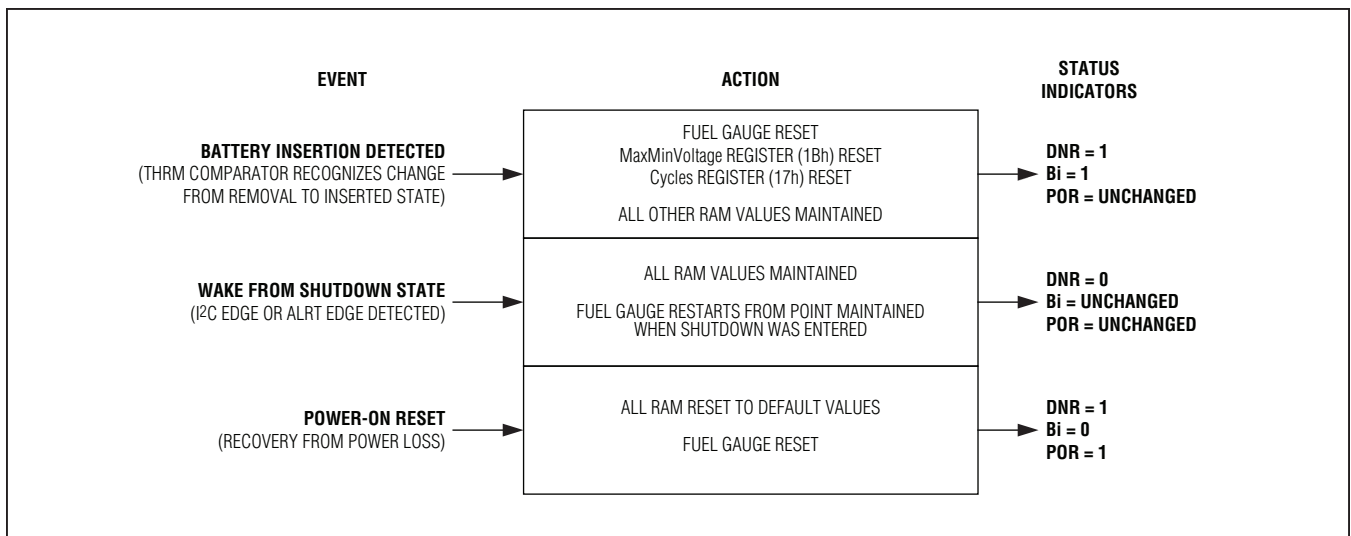 EVENT
ACTION
STATUS
INDICATORS
BATTERY INSERTION DETECTED
(THRM COMPARATOR RECOGNIZES CHANGE
FROM REMOVAL TO INSERTED STATE)
FUEL GAUGE RESET
MaxMinVoltage REGISTER (1Bh) RESET
Cycles REGISTER (17h) RESET
ALL OTHER RAM VALUES MAINTAINED
DNR = 1
Bi = 1
POR = UNCHANGED
WAKE FROM SHUTDOWN STATE
(I2C EDGE OR ALRT EDGE DETECTED)
ALL RAM VALUES MAINTAINED
FUEL GAUGE RESTARTS FROM POINT MAINTAINED
WHEN SHUTDOWN WAS ENTERED
DNR = 0
Bi = UNCHANGED
POR = UNCHANGED
POWER-ON RESET
(RECOVERY FROM POWER LOSS)
ALL RAM RESET TO DEFAULT VALUES
FUEL GAUGE RESET
DNR = 1
Bi = 0
POR = 1